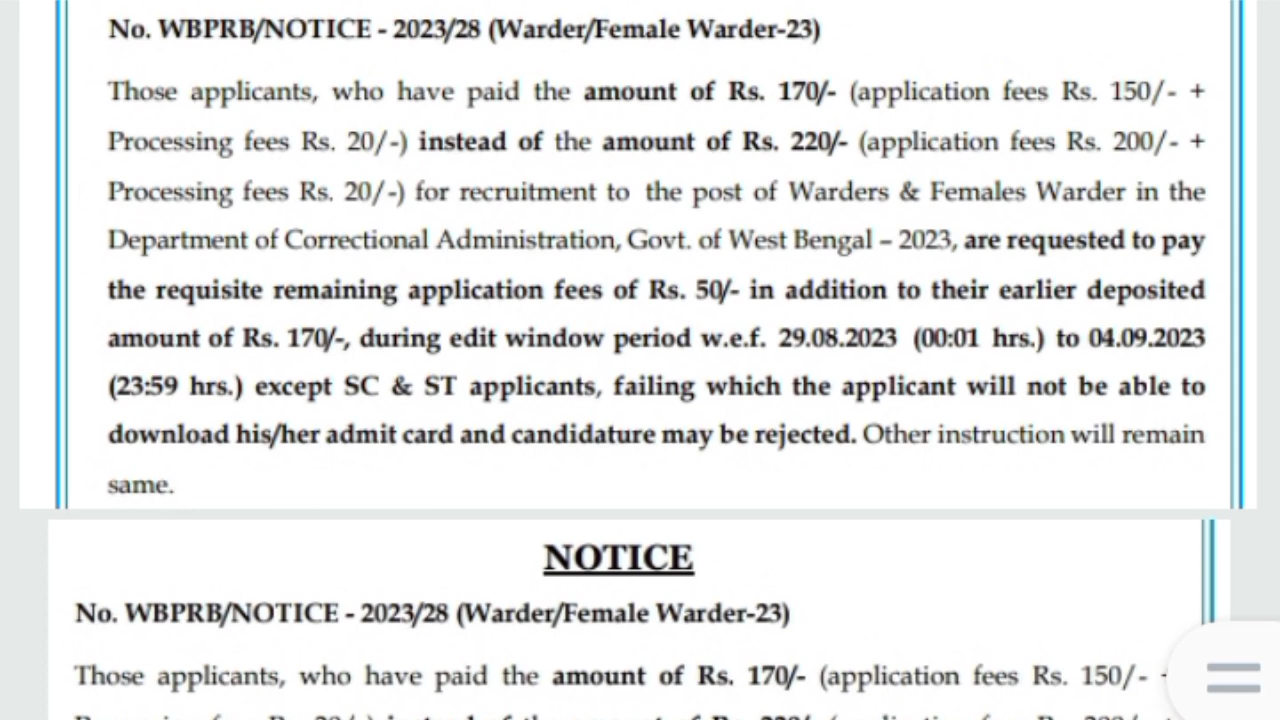 No. WBPRB/NOTICE - 2023/28 (Warder/Female Warder-23)
Those applicants, who have paid the amount of Rs. 170/- (application fees Rs. 150/- +
Processing fees Rs. 20/-) instead of the amount of Rs. 220/- (application fees Rs. 200/- +
Processing fees Rs. 20/-) for recruitment to the post of Warders & Females Warder in the
Department of Correctional Administration, Govt. of West Bengal – 2023, are requested to pay
the requisite remaining application fees of Rs. 50/- in addition to their earlier deposited
amount of Rs. 170/-, during edit window period w.e.f. 29.08.2023 (00:01 hrs.) to 04.09.2023
(23:59 hrs.) except SC & ST applicants, failing which the applicant will not be able to
download his/her admit card and candidature may be rejected. Other instruction will remain
same.
NOTICE
No. WBPRB/NOTICE - 2023/28 (Warder/Female Warder-23)
Those applicants, who have paid the amount of Rs. 170/- (application fees Rs. 150/-